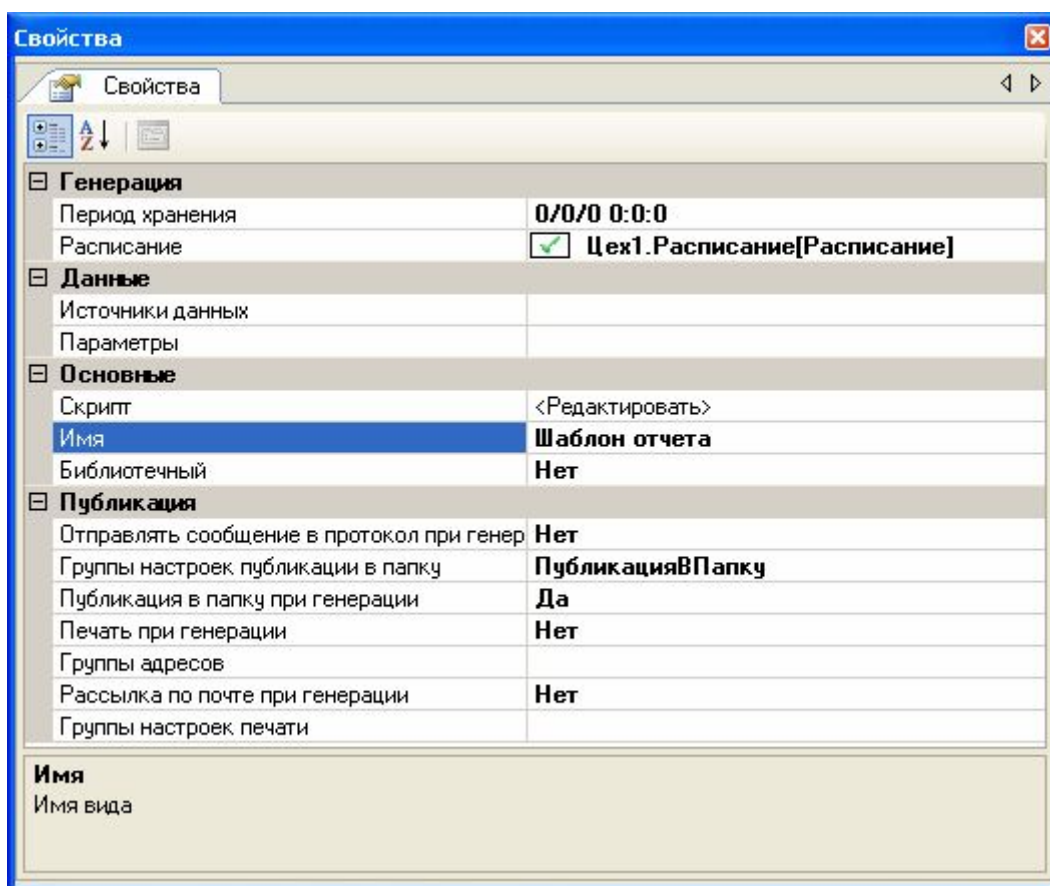 Свойства
Свойства
Генерация
Период хранения 0/0/0 0:0:0
Расписание Цех1.Расписание[Расписание]
Данные
Источники данных
Параметры
Основные
Скрипт <Редактировать>
Имя Шаблон отчета
Библиотечный Нет
Публикация
Отправлять сообщение в протокол при генер Нет
Группы настроек публикации в папку ПубликацияВПапку
Публикация в папку при генерации Да
Печать при генерации Нет
Группы адресов
Рассылка по почте при генерации Нет
Группы настроек печати
Имя
Имя вида